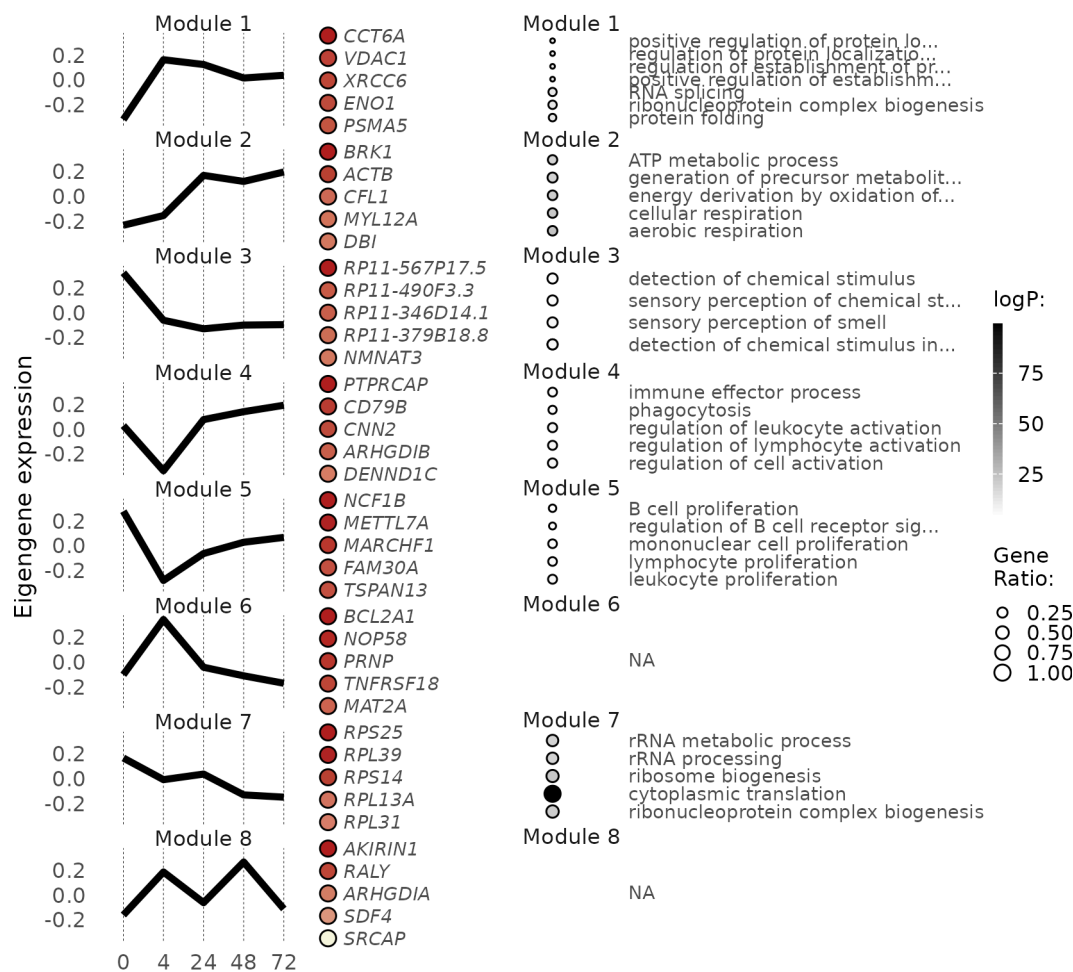 Eigengene expression
Module 1
0.2
0.0
-0.2
CCT6A
VDAC1
XRCC6
ENO1
PSMA5
Module 1
positive regulation of protein lo...
regulation of protein localizatio...
regulation of establishment of pr...
positive regulation of establishm...
RNA splicing
ribonucleoprotein complex biogenesis
protein folding
Module 2
0.2
0.0
-0.2
BRK1
ACTB
CFL1
MYL12A
DBI
Module 2
ATP metabolic process
generation of precursor metabolit...
energy derivation by oxidation of...
cellular respiration
aerobic respiration
Module 3
0.2
0.0
-0.2
RP11-567P17.5
RP11-490F3.3
RP11-346D14.1
RP11-379B18.8
NMNAT3
Module 3
detection of chemical stimulus
sensory perception of chemical st...
sensory perception of smell
detection of chemical stimulus in...
Module 4
0.2
0.0
-0.2
PTPRCAP
CD79B
CNN2
ARHGDIB
DENND1C
Module 4
immune effector process
phagocytosis
regulation of leukocyte activation
regulation of lymphocyte activation
regulation of cell activation
Module 5
0.2
0.0
-0.2
NCF1B
METTL7A
MARCHF1
FAM30A
TSPAN13
Module 5
B cell proliferation
regulation of B cell receptor sig...
mononuclear cell proliferation
lymphocyte proliferation
leukocyte proliferation
Module 6
0.2
0.0
-0.2
BCL2A1
NOP58
PRNP
TNFRSF18
MAT2A
Module 6
NA
Module 7
0.2
0.0
-0.2
RPS25
RPL39
RPS14
RPL13A
RPL31
Module 7
rRNA metabolic process
rRNA processing
ribosome biogenesis
cytoplasmic translation
ribonucleoprotein complex biogenesis
Module 8
0.2
0.0
-0.2
AKIRIN1
RALY
ARHGDIA
SDF4
SRCAP
Module 8
NA
0 4 24 48 72
logP:
75
50
25
Gene
Ratio:
0.25
0.50
0.75
1.00